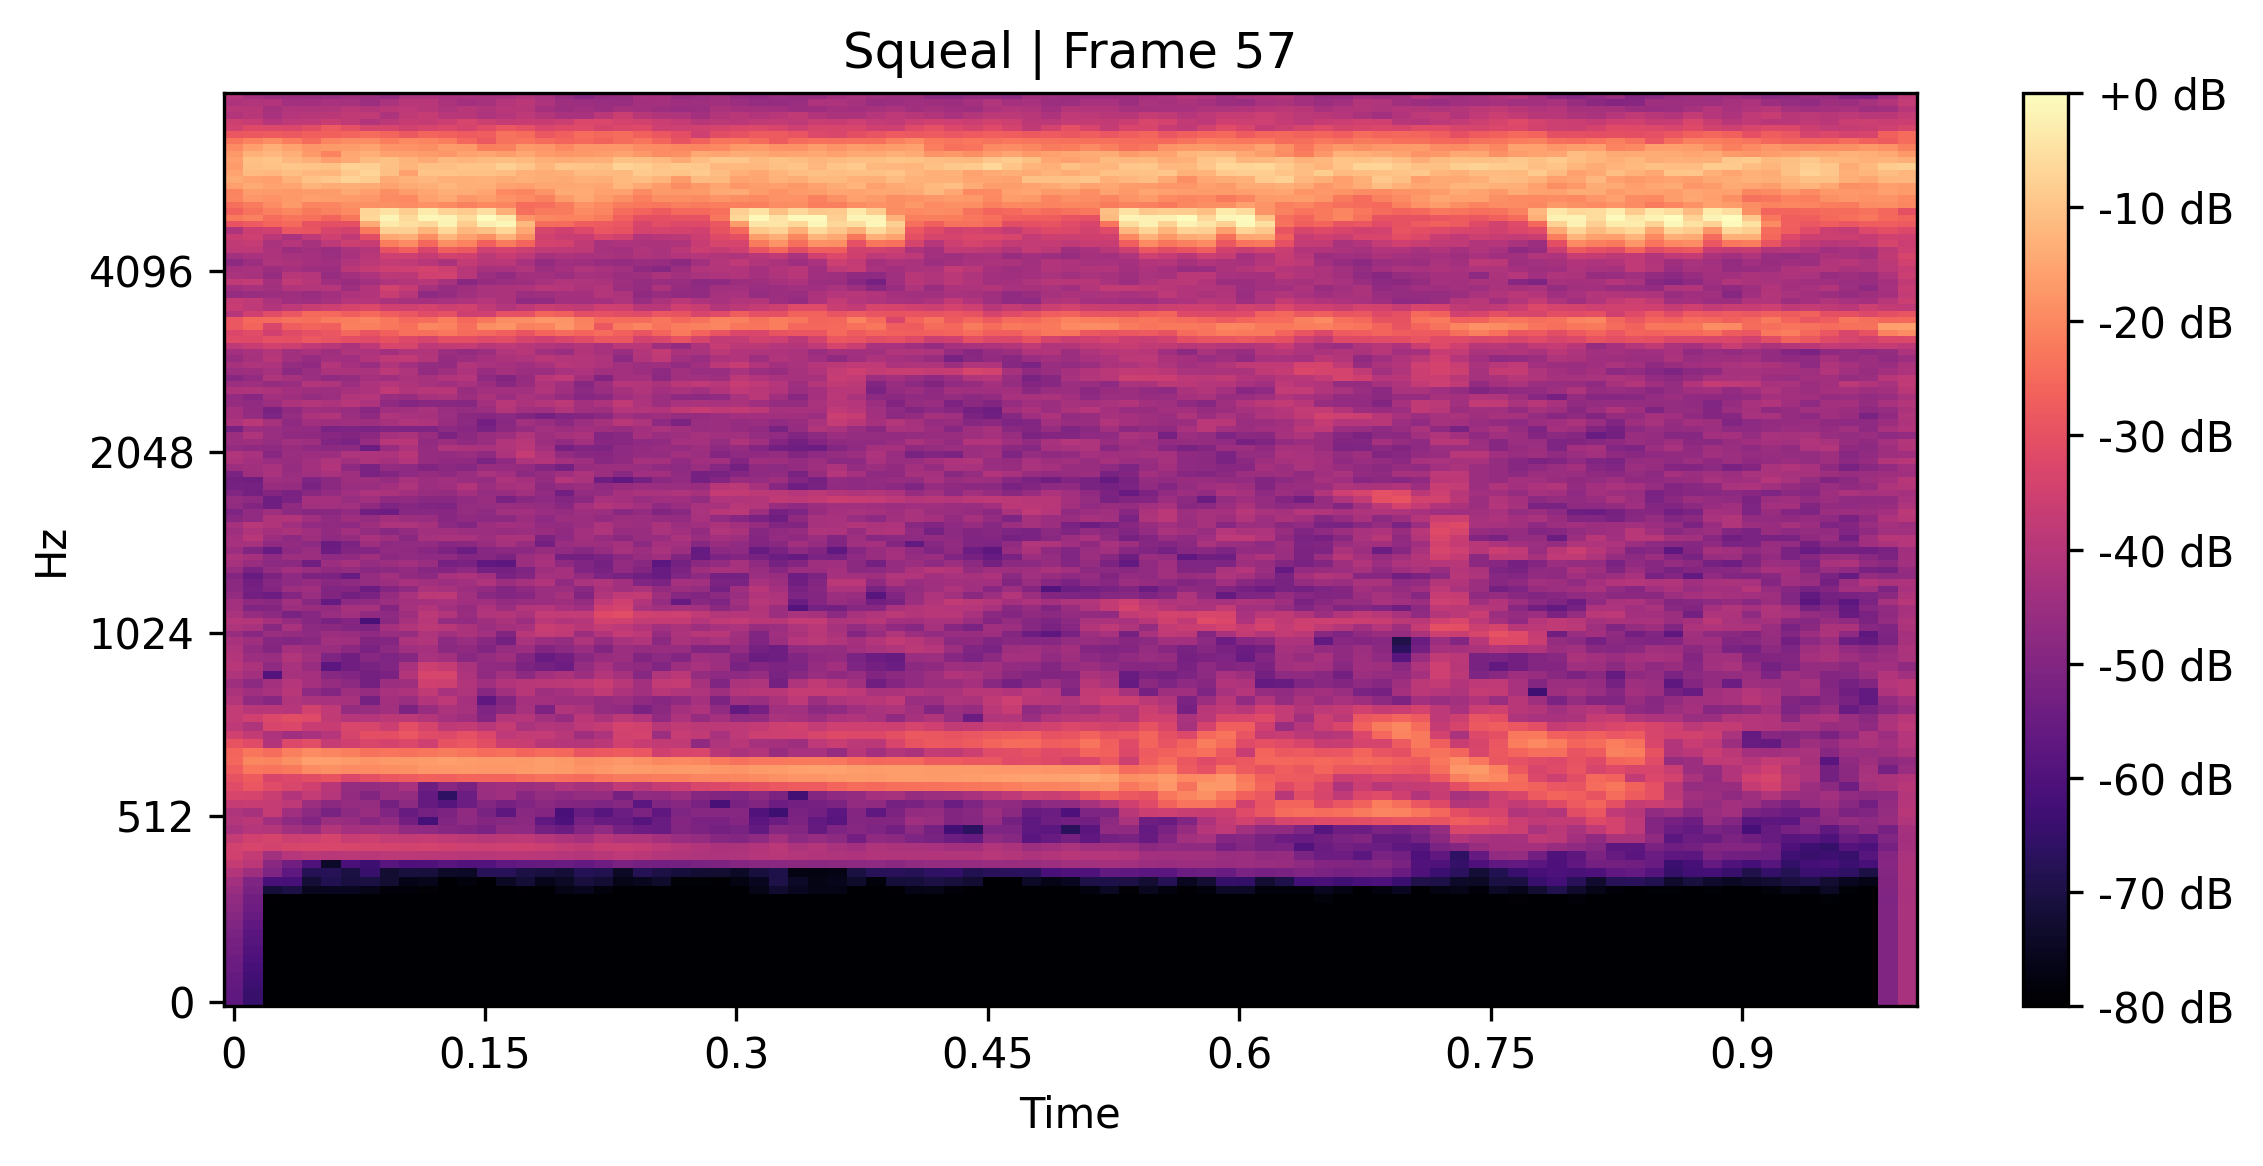 Squeal | Frame 57
+0 dB
-10 dB
-20 dB
-30 dB
-40 dB
-50 dB
-60 dB
-70 dB
-80 dB
Hz
4096
2048
1024
512
0
0 0.15 0.3 0.45 0.6 0.75 0.9
Time